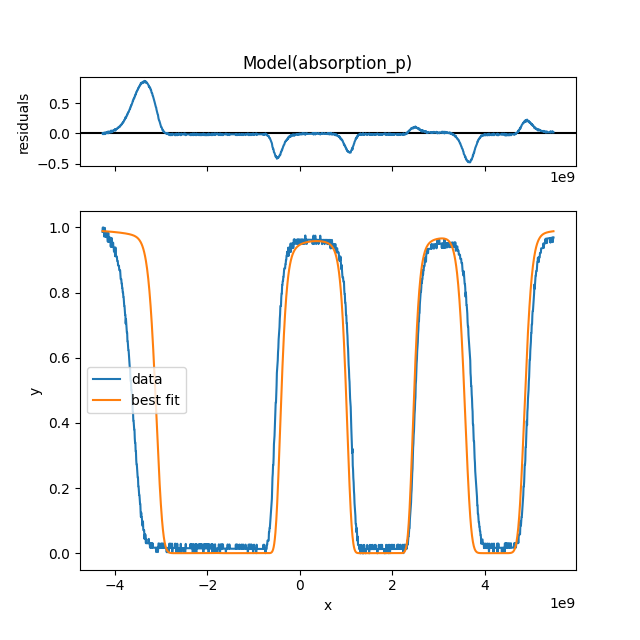 Model(absorption_p)
residuals
0.5
0.0
−0.5
1e9
y
1.0
0.8
0.6
0.4
0.2
0.0
data
best fit
−4
−2
0
2
4
x
1e9